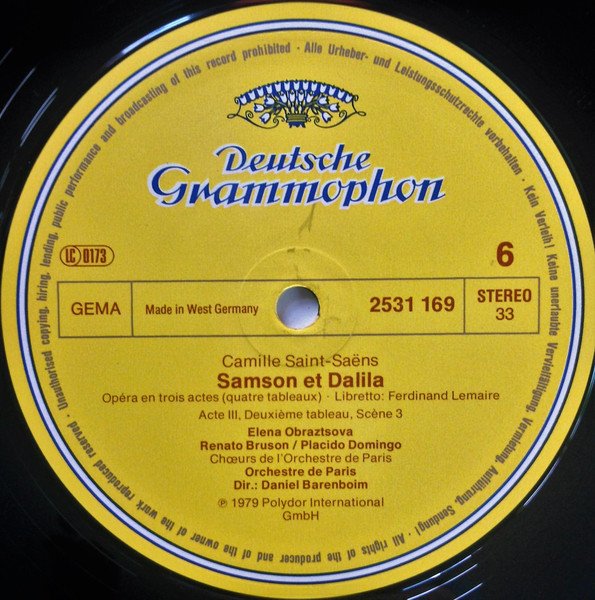 Alle Urheber- und Leistungsschutzrechte vorbehalten · Kein Verleih! Keine unerlaubte Vervielfältigung, Vermietung, Aufführung, Sendung! · All rights of the producer and of the owner of the work reproduced reserved · Unauthorised copying, hiring, lending, public performance and broadcasting of this record prohibited ·
Deutsche
Grammophon
LC 0173
6
GEMA
Made in West Germany
2531 169
STEREO
33
Camille Saint-Saëns
Samson et Dalila
Opéra en trois actes (quatre tableaux) · Libretto: Ferdinand Lemaire
Acte III, Deuxième tableau, Scène 3
Elena Obraztsova
Renato Bruson / Placido Domingo
Chœurs de l'Orchestre de Paris
Orchestre de Paris
Dir.: Daniel Barenboim
℗ 1979 Polydor International
GmbH